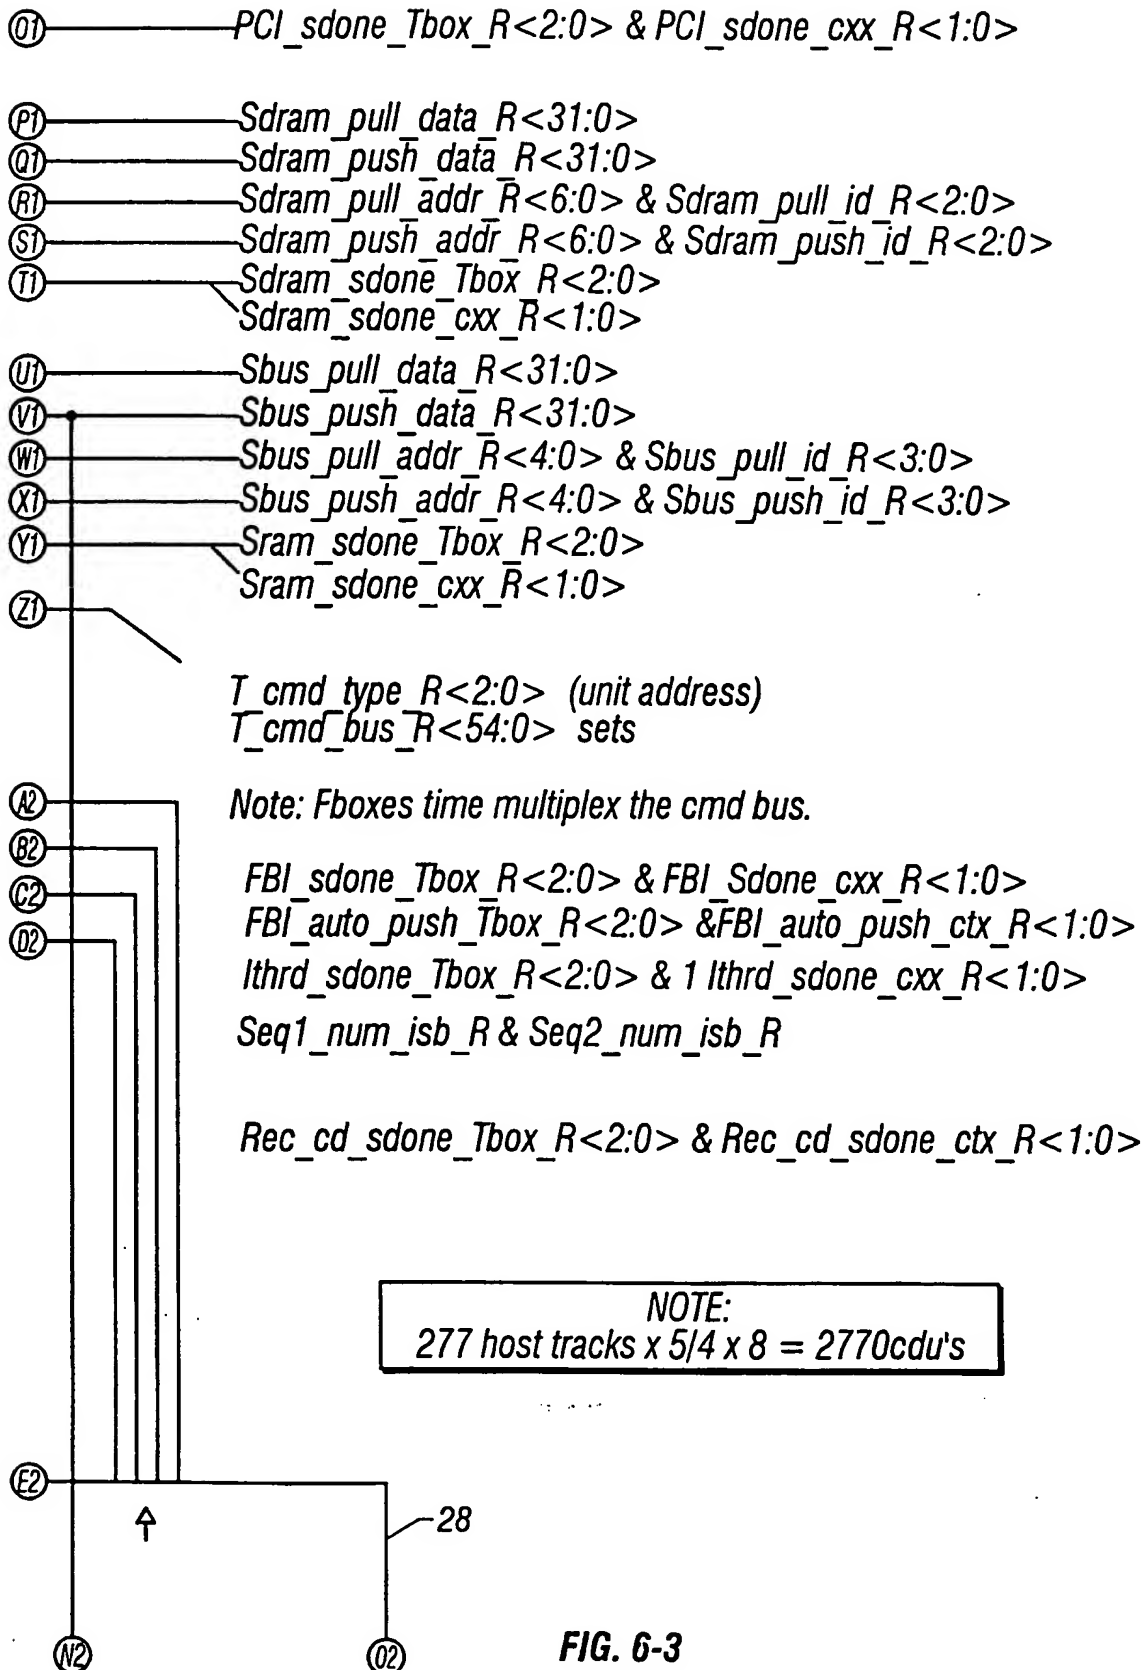 O1 PCI_sdone_Tbox_R<2:0> & PCI_sdone_cxx_R<1:0>
P1 Sdram_pull_data_R<31:0>
Q1 Sdram_push_data_R<31:0>
R1 Sdram_pull_addr_R<6:0> & Sdram_pull_id_R<2:0>
S1 Sdram_push_addr_R<6:0> & Sdram_push_id_R<2:0>
T1 Sdram_sdone_Tbox_R<2:0>
Sdram_sdone_cxx_R<1:0>
U1 Sbus_pull_data_R<31:0>
V1 Sbus_push_data_R<31:0>
W1 Sbus_pull_addr_R<4:0> & Sbus_pull_id_R<3:0>
X1 Sbus_push_addr_R<4:0> & Sbus_push_id_R<3:0>
Y1 Sram_sdone_Tbox_R<2:0>
Sram_sdone_cxx_R<1:0>
Z1
T_cmd_type_R<2:0> (unit address)
T_cmd_bus_R<54:0> sets
A2 Note: Fboxes time multiplex the cmd bus.
B2
C2 FBI_sdone_Tbox_R<2:0> & FBI_Sdone_cxx_R<1:0>
D2 FBI_auto_push_Tbox_R<2:0> &FBI_auto_push_ctx_R<1:0>
Ithrd_sdone_Tbox_R<2:0> & 1 Ithrd_sdone_cxx_R<1:0>
Seq1_num_isb_R & Seq2_num_isb_R
Rec_cd_sdone_Tbox_R<2:0> & Rec_cd_sdone_ctx_R<1:0>
NOTE:
277 host tracks x 5/4 x 8 = 2770cdu's
E2
28
N2 O2
FIG. 6-3